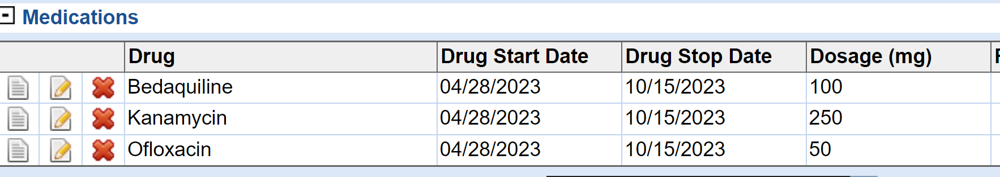 Medications
Drug Drug Start Date Drug Stop Date Dosage (mg)
Bedaquiline 04/28/2023 10/15/2023 100
Kanamycin 04/28/2023 10/15/2023 250
Ofloxacin 04/28/2023 10/15/2023 50